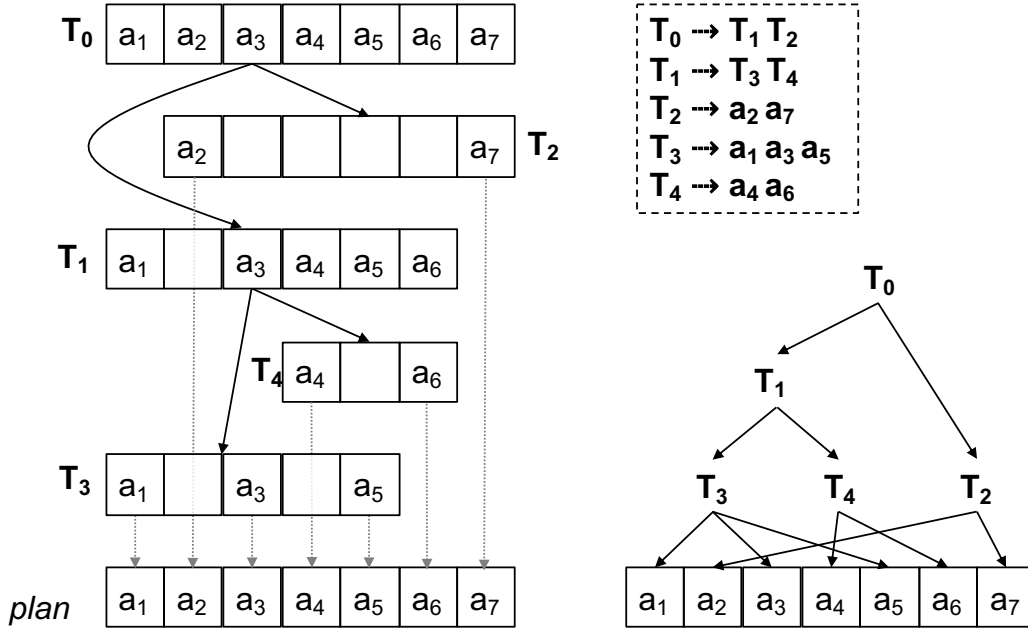 T₀ a₁ a₂ a₃ a₄ a₅ a₆ a₇
a₂ a₇ T₂
T₁ a₁ a₃ a₄ a₅ a₆
T₄ a₄ a₆
T₃ a₁ a₃ a₅
plan a₁ a₂ a₃ a₄ a₅ a₆ a₇
T₀ ⇢ T₁ T₂
T₁ ⇢ T₃ T₄
T₂ ⇢ a₂ a₇
T₃ ⇢ a₁ a₃ a₅
T₄ ⇢ a₄ a₆
T₀
T₁
T₃ T₄ T₂
a₁ a₂ a₃ a₄ a₅ a₆ a₇